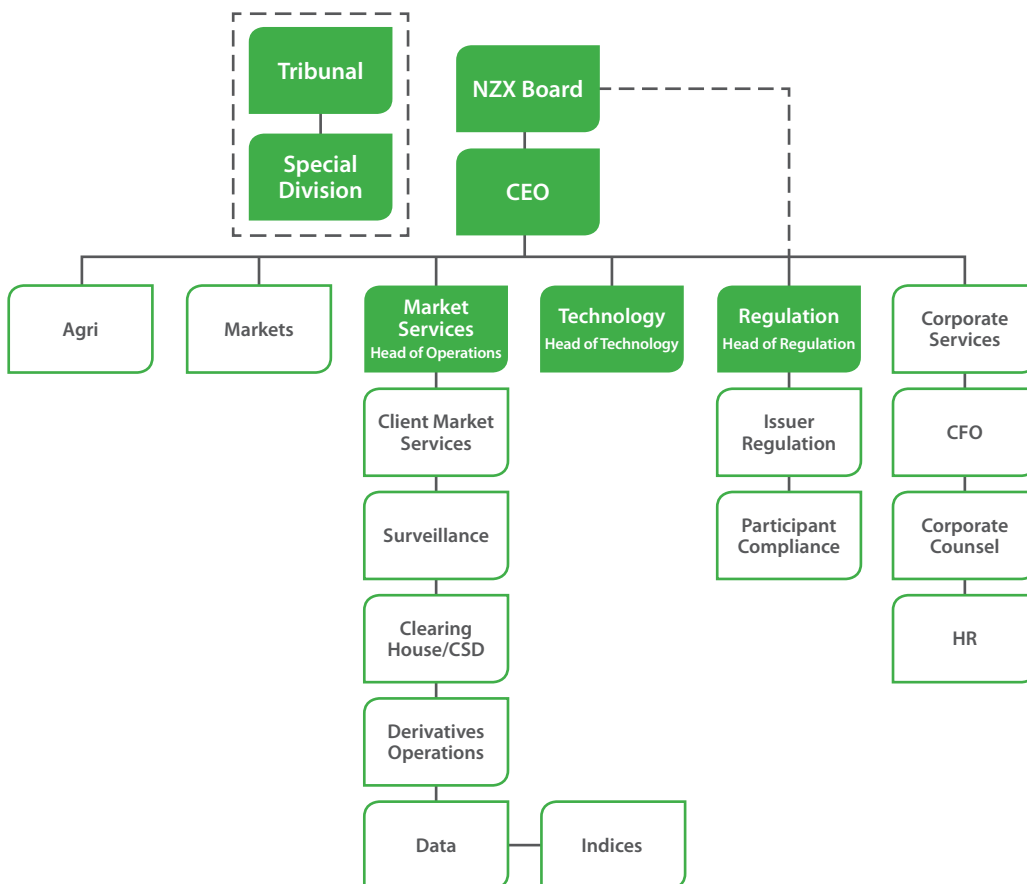 Tribunal
Special
Division
NZX Board
CEO
Agri
Markets
Market
Services
Head of Operations
Technology
Head of Technology
Regulation
Head of Regulation
Corporate
Services
Client Market
Services
Surveillance
Clearing
House/CSD
Derivatives
Operations
Data
Indices
Issuer
Regulation
Participant
Compliance
CFO
Corporate
Counsel
HR